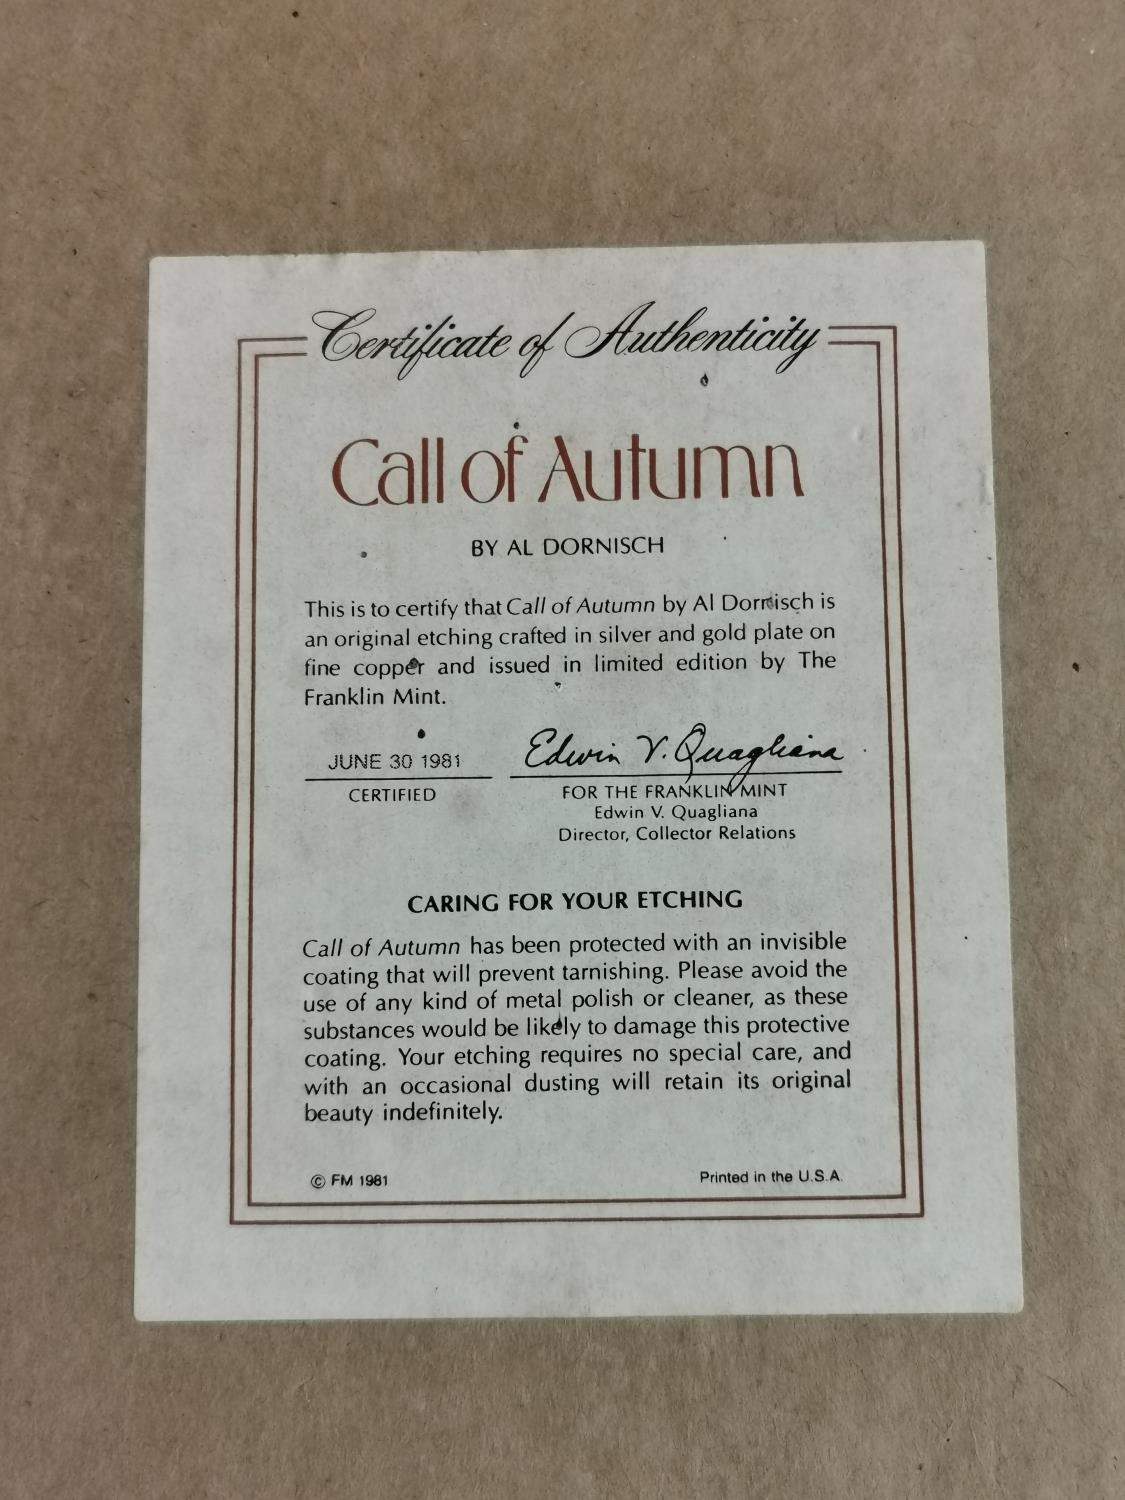 Certificate of Authenticity
Call of Autumn
BY AL DORNISCH
This is to certify that Call of Autumn by Al Dornisch is
an original etching crafted in silver and gold plate on
fine copper and issued in limited edition by The
Franklin Mint.
JUNE 30 1981
CERTIFIED
Edwin V. Quagliana
FOR THE FRANKLIN MINT
Edwin V. Quagliana
Director, Collector Relations
CARING FOR YOUR ETCHING
Call of Autumn has been protected with an invisible
coating that will prevent tarnishing. Please avoid the
use of any kind of metal polish or cleaner, as these
substances would be likely to damage this protective
coating. Your etching requires no special care, and
with an occasional dusting will retain its original
beauty indefinitely.
© FM 1981
Printed in the U.S.A.